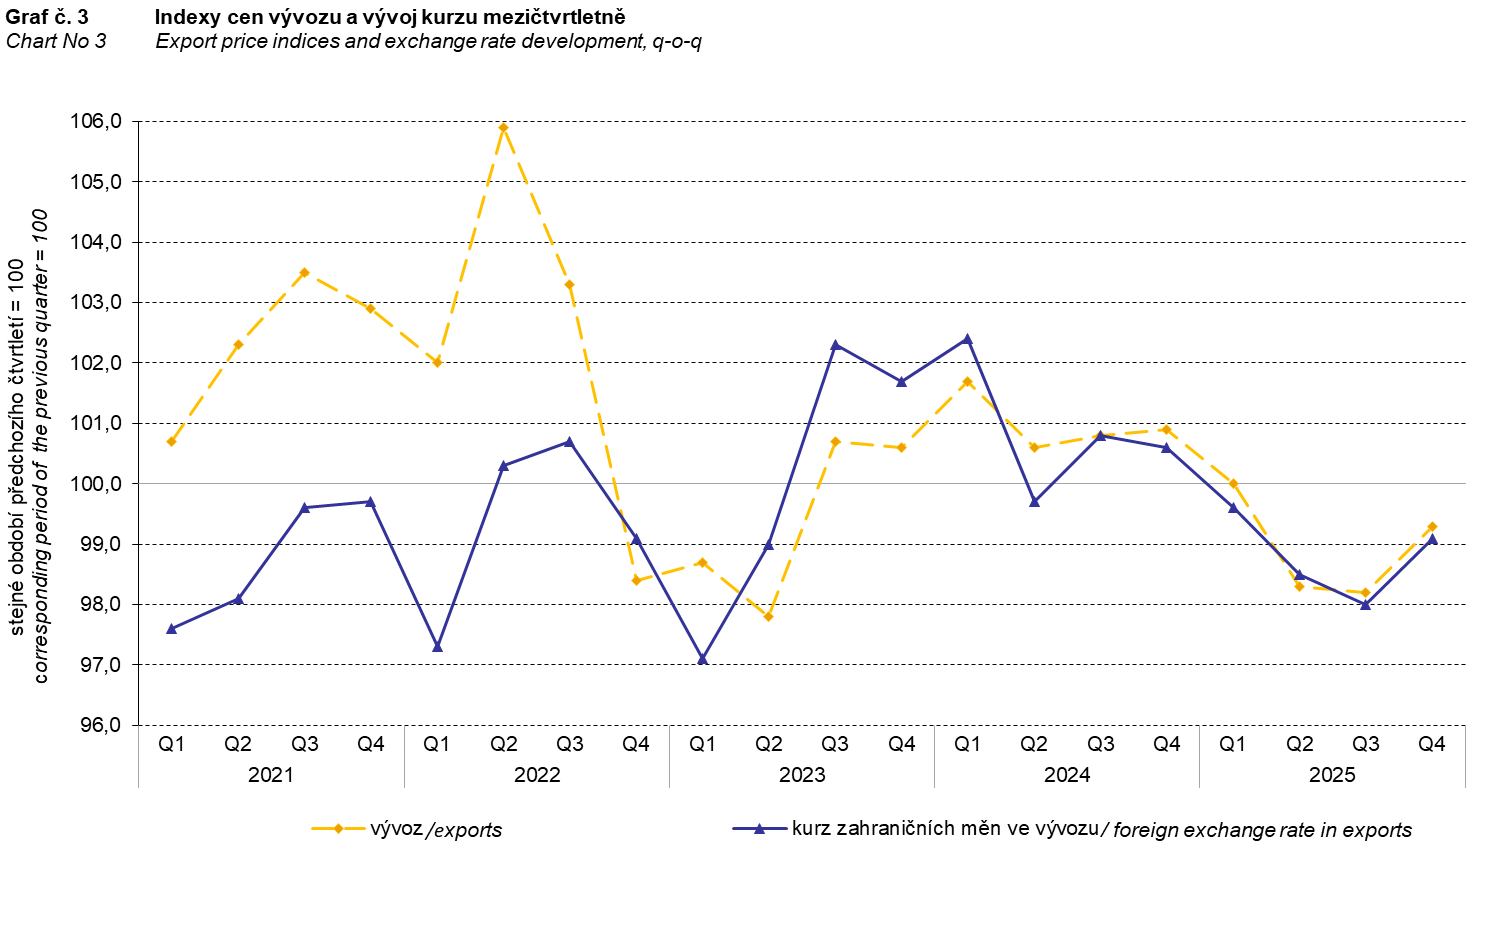 Graf č. 3 Indexy cen vývozu a vývoj kurzu mezičtvrtletně
Chart No 3 Export price indices and exchange rate development, q-o-q
stejné období předchozího čtvrtletí = 100
corresponding period of the previous quarter = 100
106,0
105,0
104,0
103,0
102,0
101,0
100,0
99,0
98,0
97,0
96,0
Q1 Q2 Q3 Q4 Q1 Q2 Q3 Q4 Q1 Q2 Q3 Q4 Q1 Q2 Q3 Q4 Q1 Q2 Q3 Q4
2021 2022 2023 2024 2025
vývoz /exports kurz zahraničních měn ve vývozu/ foreign exchange rate in exports